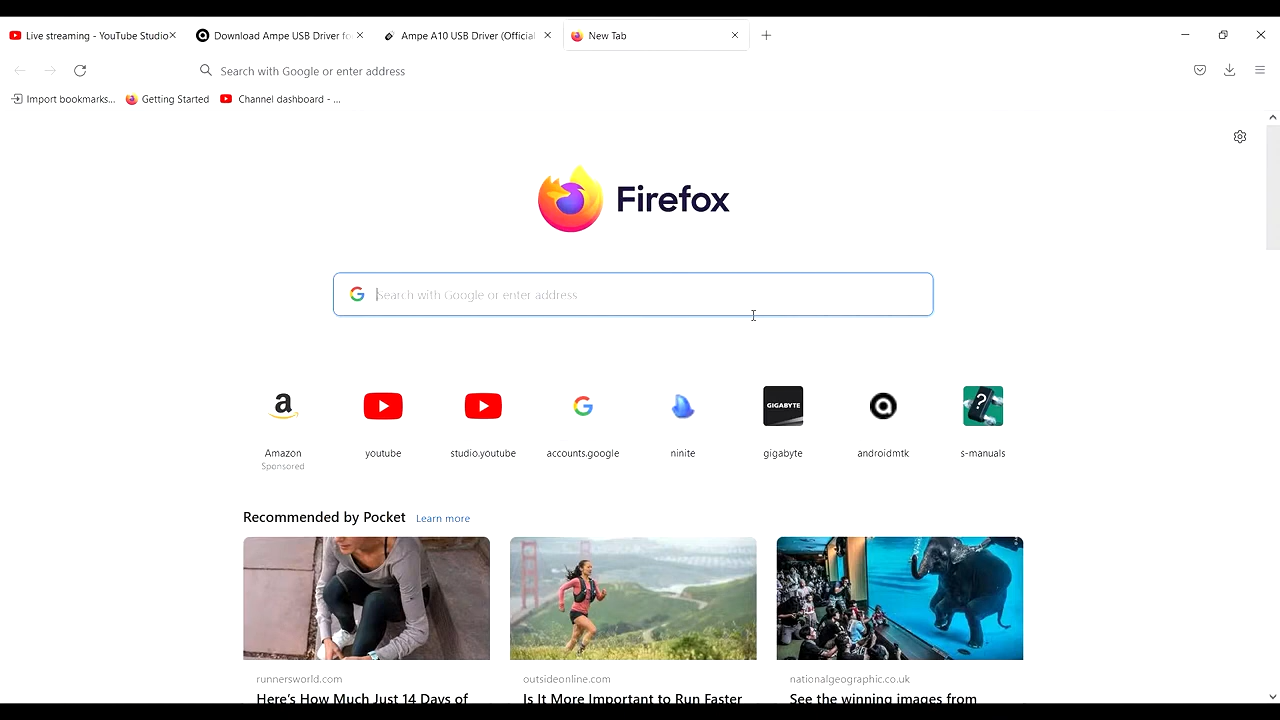 Live streaming - YouTube Studio
Download Ampe USB Driver fo
Ampe A10 USB Driver (Official
New Tab
Search with Google or enter address
Import bookmarks...
Getting Started
Channel dashboard - ...
Firefox
Search with Google or enter address
a
GIGABYTE
?
Amazon
Sponsored
youtube
studio.youtube
accounts.google
ninite
gigabyte
androidmtk
s-manuals
Recommended by Pocket Learn more
runnersworld.com
Here's How Much Just 14 Days of
outsideonline.com
Is It More Important to Run Faster
nationalgeographic.co.uk
See the winning images from